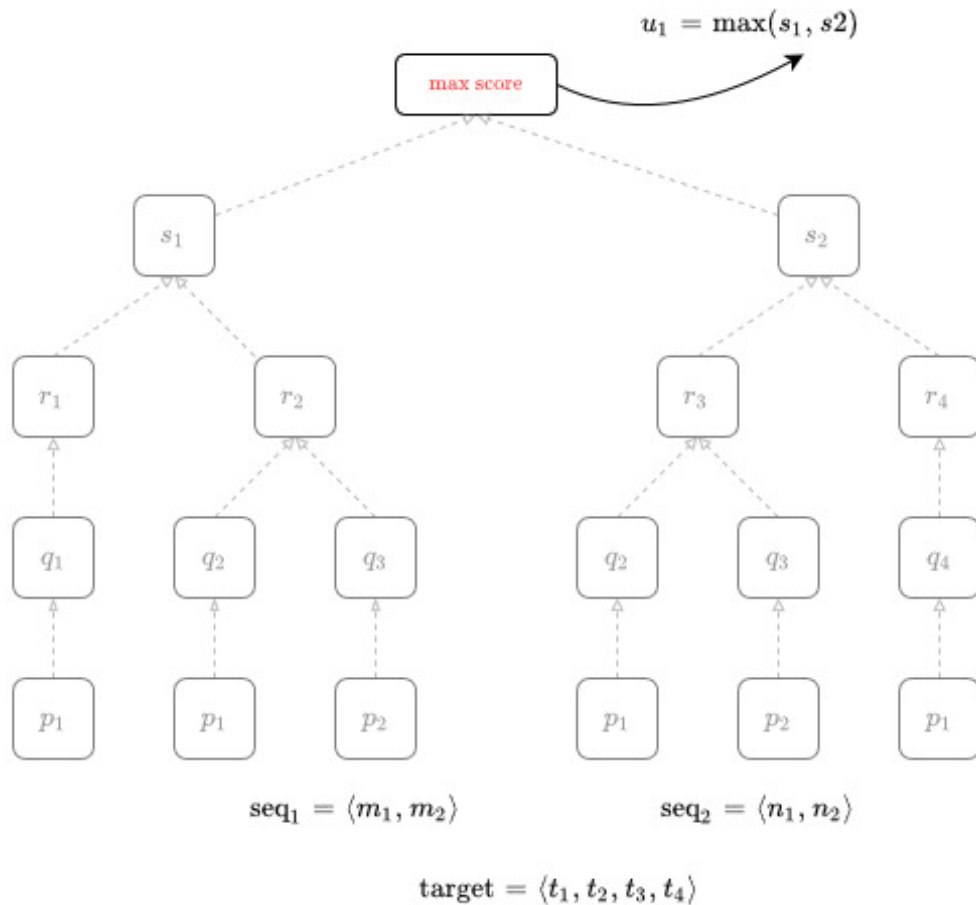 u₁ = max(s₁, s2)
max score
s₁ s₂
r₁ r₂ r₃ r₄
q₁ q₂ q₃ q₂ q₃ q₄
p₁ p₁ p₂ p₁ p₂ p₁
seq₁ = ⟨m₁, m₂⟩ seq₂ = ⟨n₁, n₂⟩
target = ⟨t₁, t₂, t₃, t₄⟩